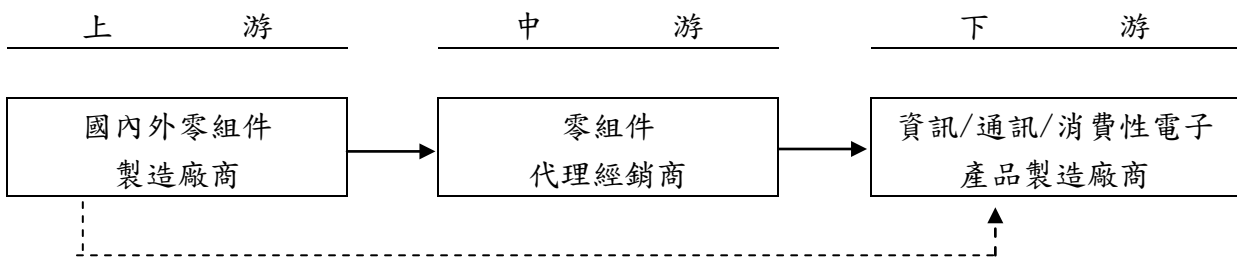 上 游 中 游 下 游
國內外零組件 零組件 資訊/通訊/消費性電子
製造廠商 代理經銷商 產品製造廠商